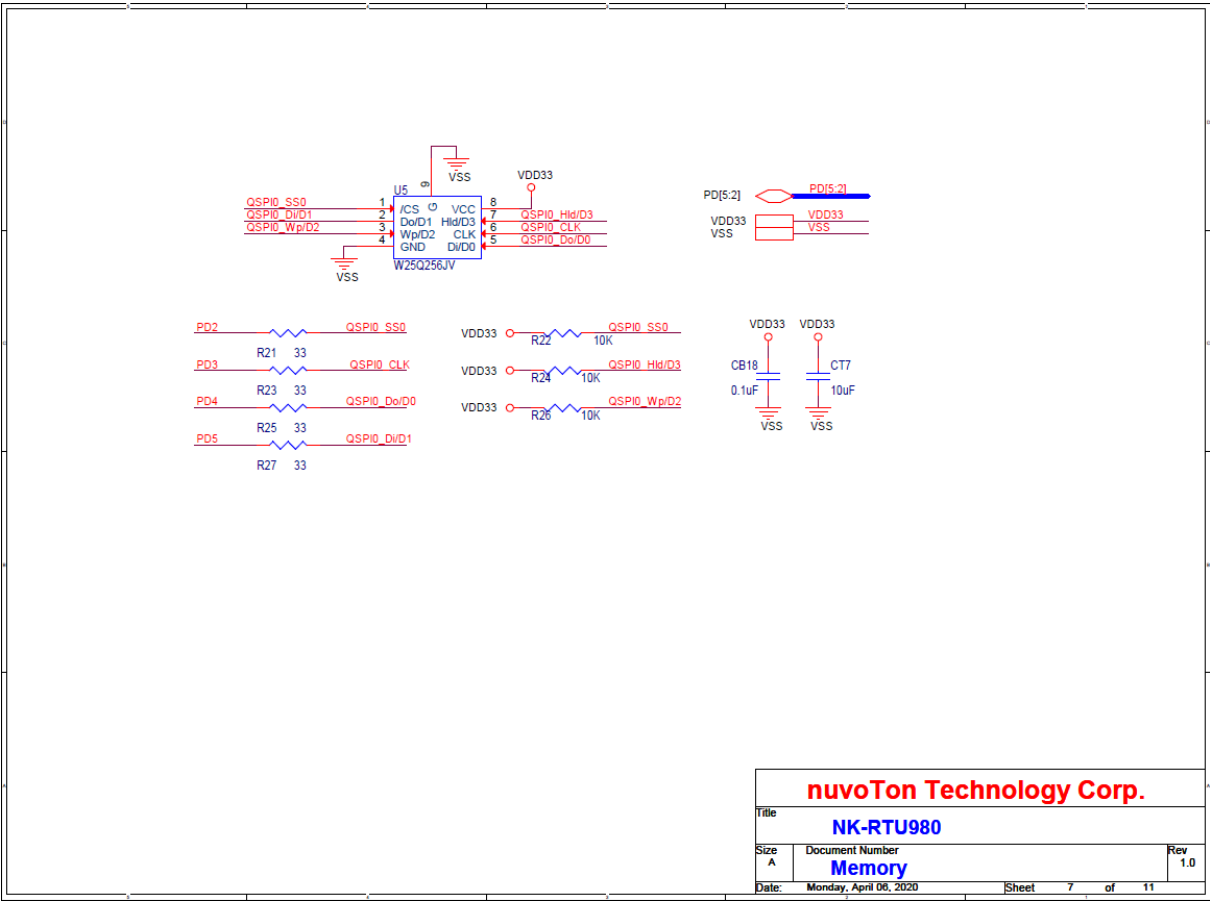 VSS
9
VDD33
U5
QSPI0_SS0 1 /CS G VCC 8
QSPI0_Di/D1 2 Do/D1 Hld/D3 7 QSPI0_Hld/D3
QSPI0_Wp/D2 3 Wp/D2 CLK 6 QSPI0_CLK
4 GND Di/D0 5 QSPI0_Do/D0
VSS
W25Q256JV
PD[5:2] PD[5:2]
VDD33 VDD33
VSS VSS
PD2 QSPI0_SS0
R21 33
PD3 QSPI0_CLK
R23 33
PD4 QSPI0_Do/D0
R25 33
PD5 QSPI0_Di/D1
R27 33
VDD33 QSPI0_SS0
R22 10K
VDD33 QSPI0_Hld/D3
R24 10K
VDD33 QSPI0_Wp/D2
R26 10K
VDD33 VDD33
CB18 CT7
0.1uF 10uF
VSS VSS
nuvoTon Technology Corp.
Title
NK-RTU980
Size Document Number Rev
A Memory 1.0
Date: Monday, April 06, 2020 Sheet 7 of 11